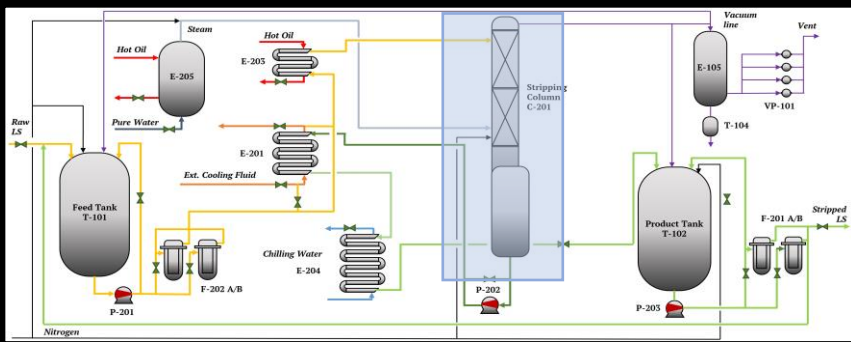 Steam
Hot Oil
E-205
Pure Water
Hot Oil
E-203
E-201
Ext. Cooling Fluid
Chilling Water
E-204
Stripping
Column
C-201
Vacuum
line
Vent
E-105
VP-101
T-104
Raw
LS
Feed Tank
T-101
F-202 A/B
P-201
P-202
Product Tank
T-102
F-201 A/B
Stripped
LS
P-203
Nitrogen